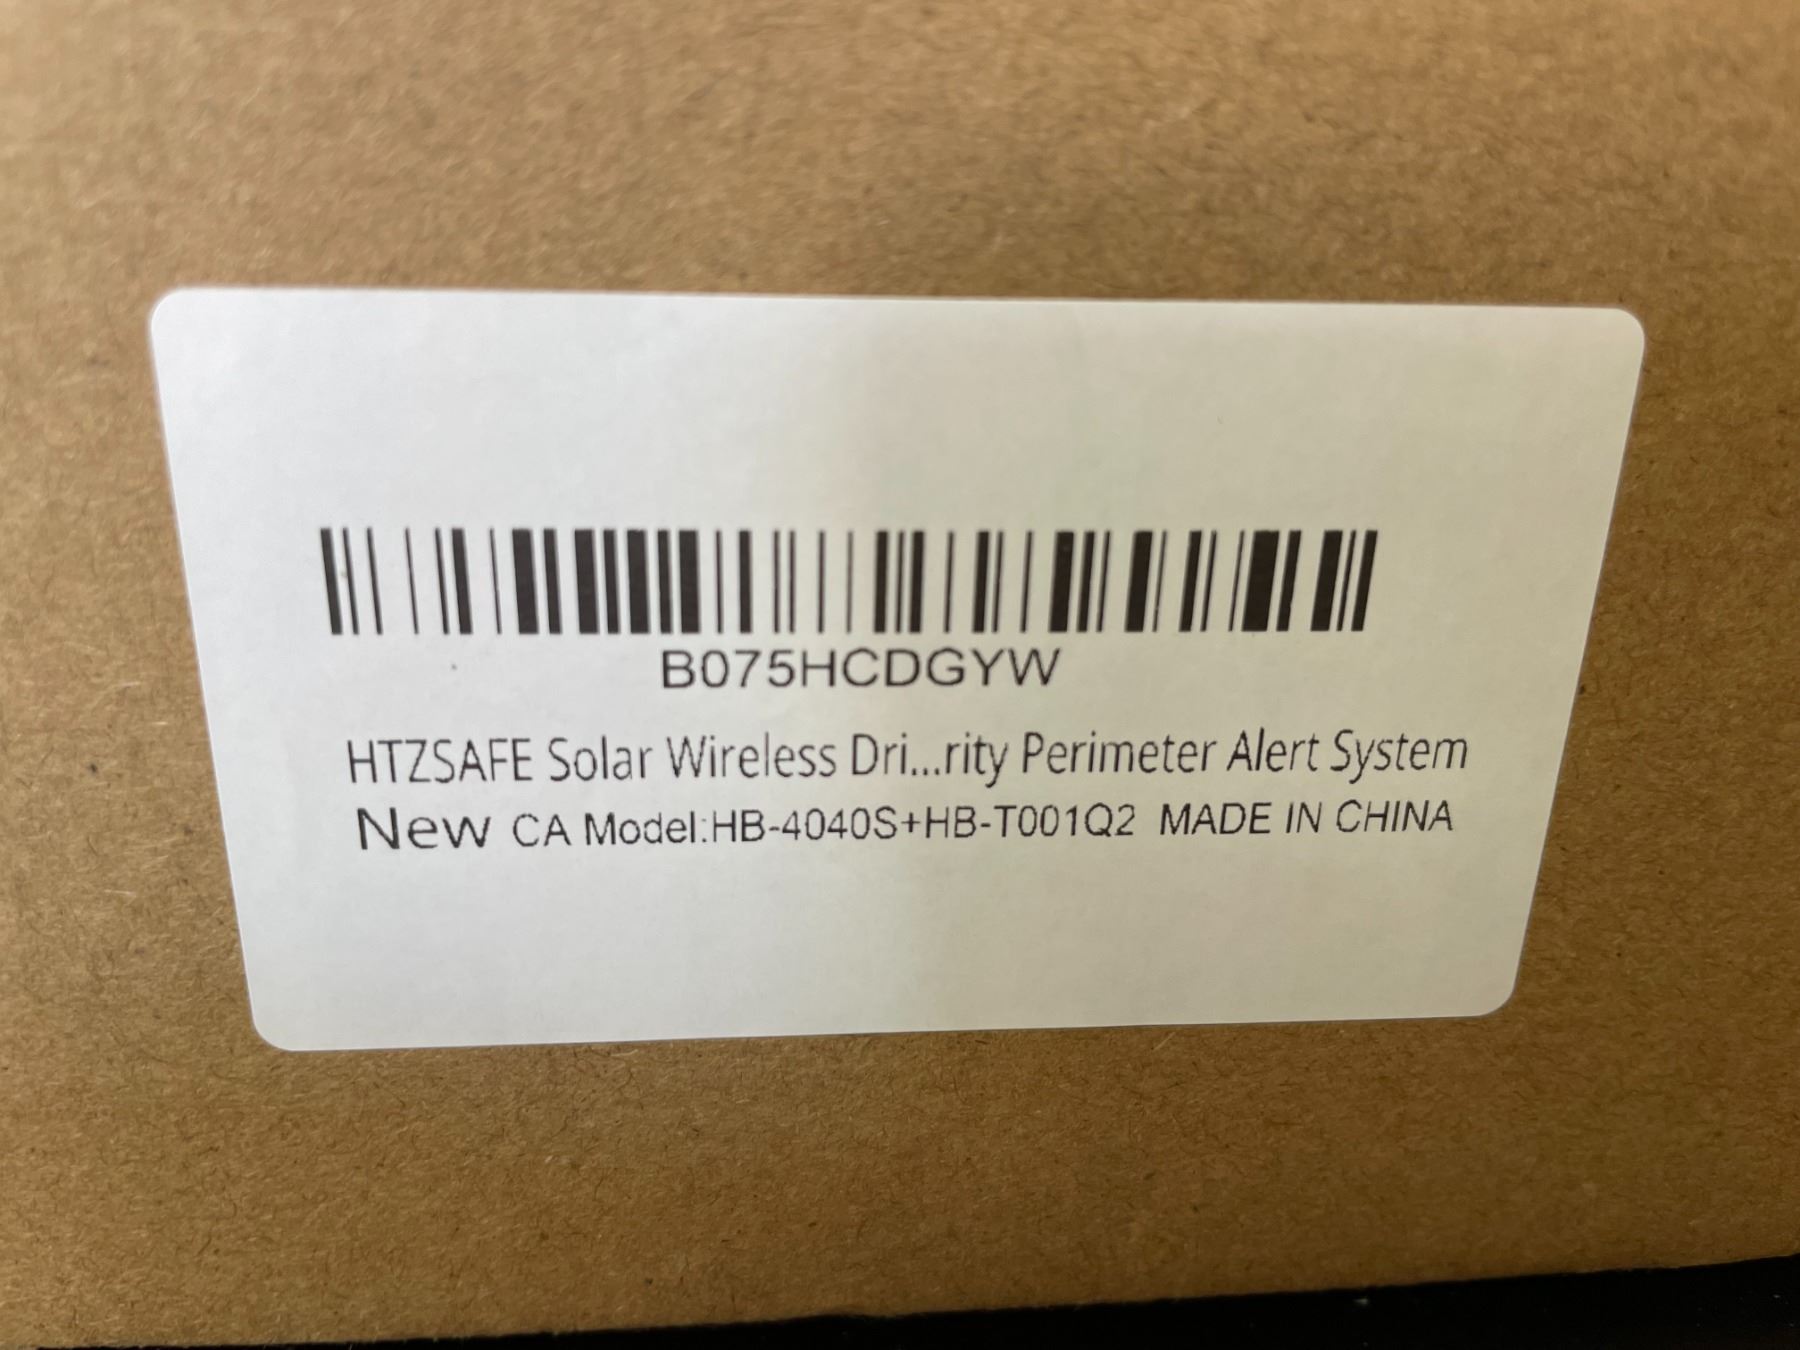 B075HCDGYW
HTZSAFE Solar Wireless Dri...rity Perimeter Alert System
New CA Model:HB-4040S+HB-T001Q2 MADE IN CHINA